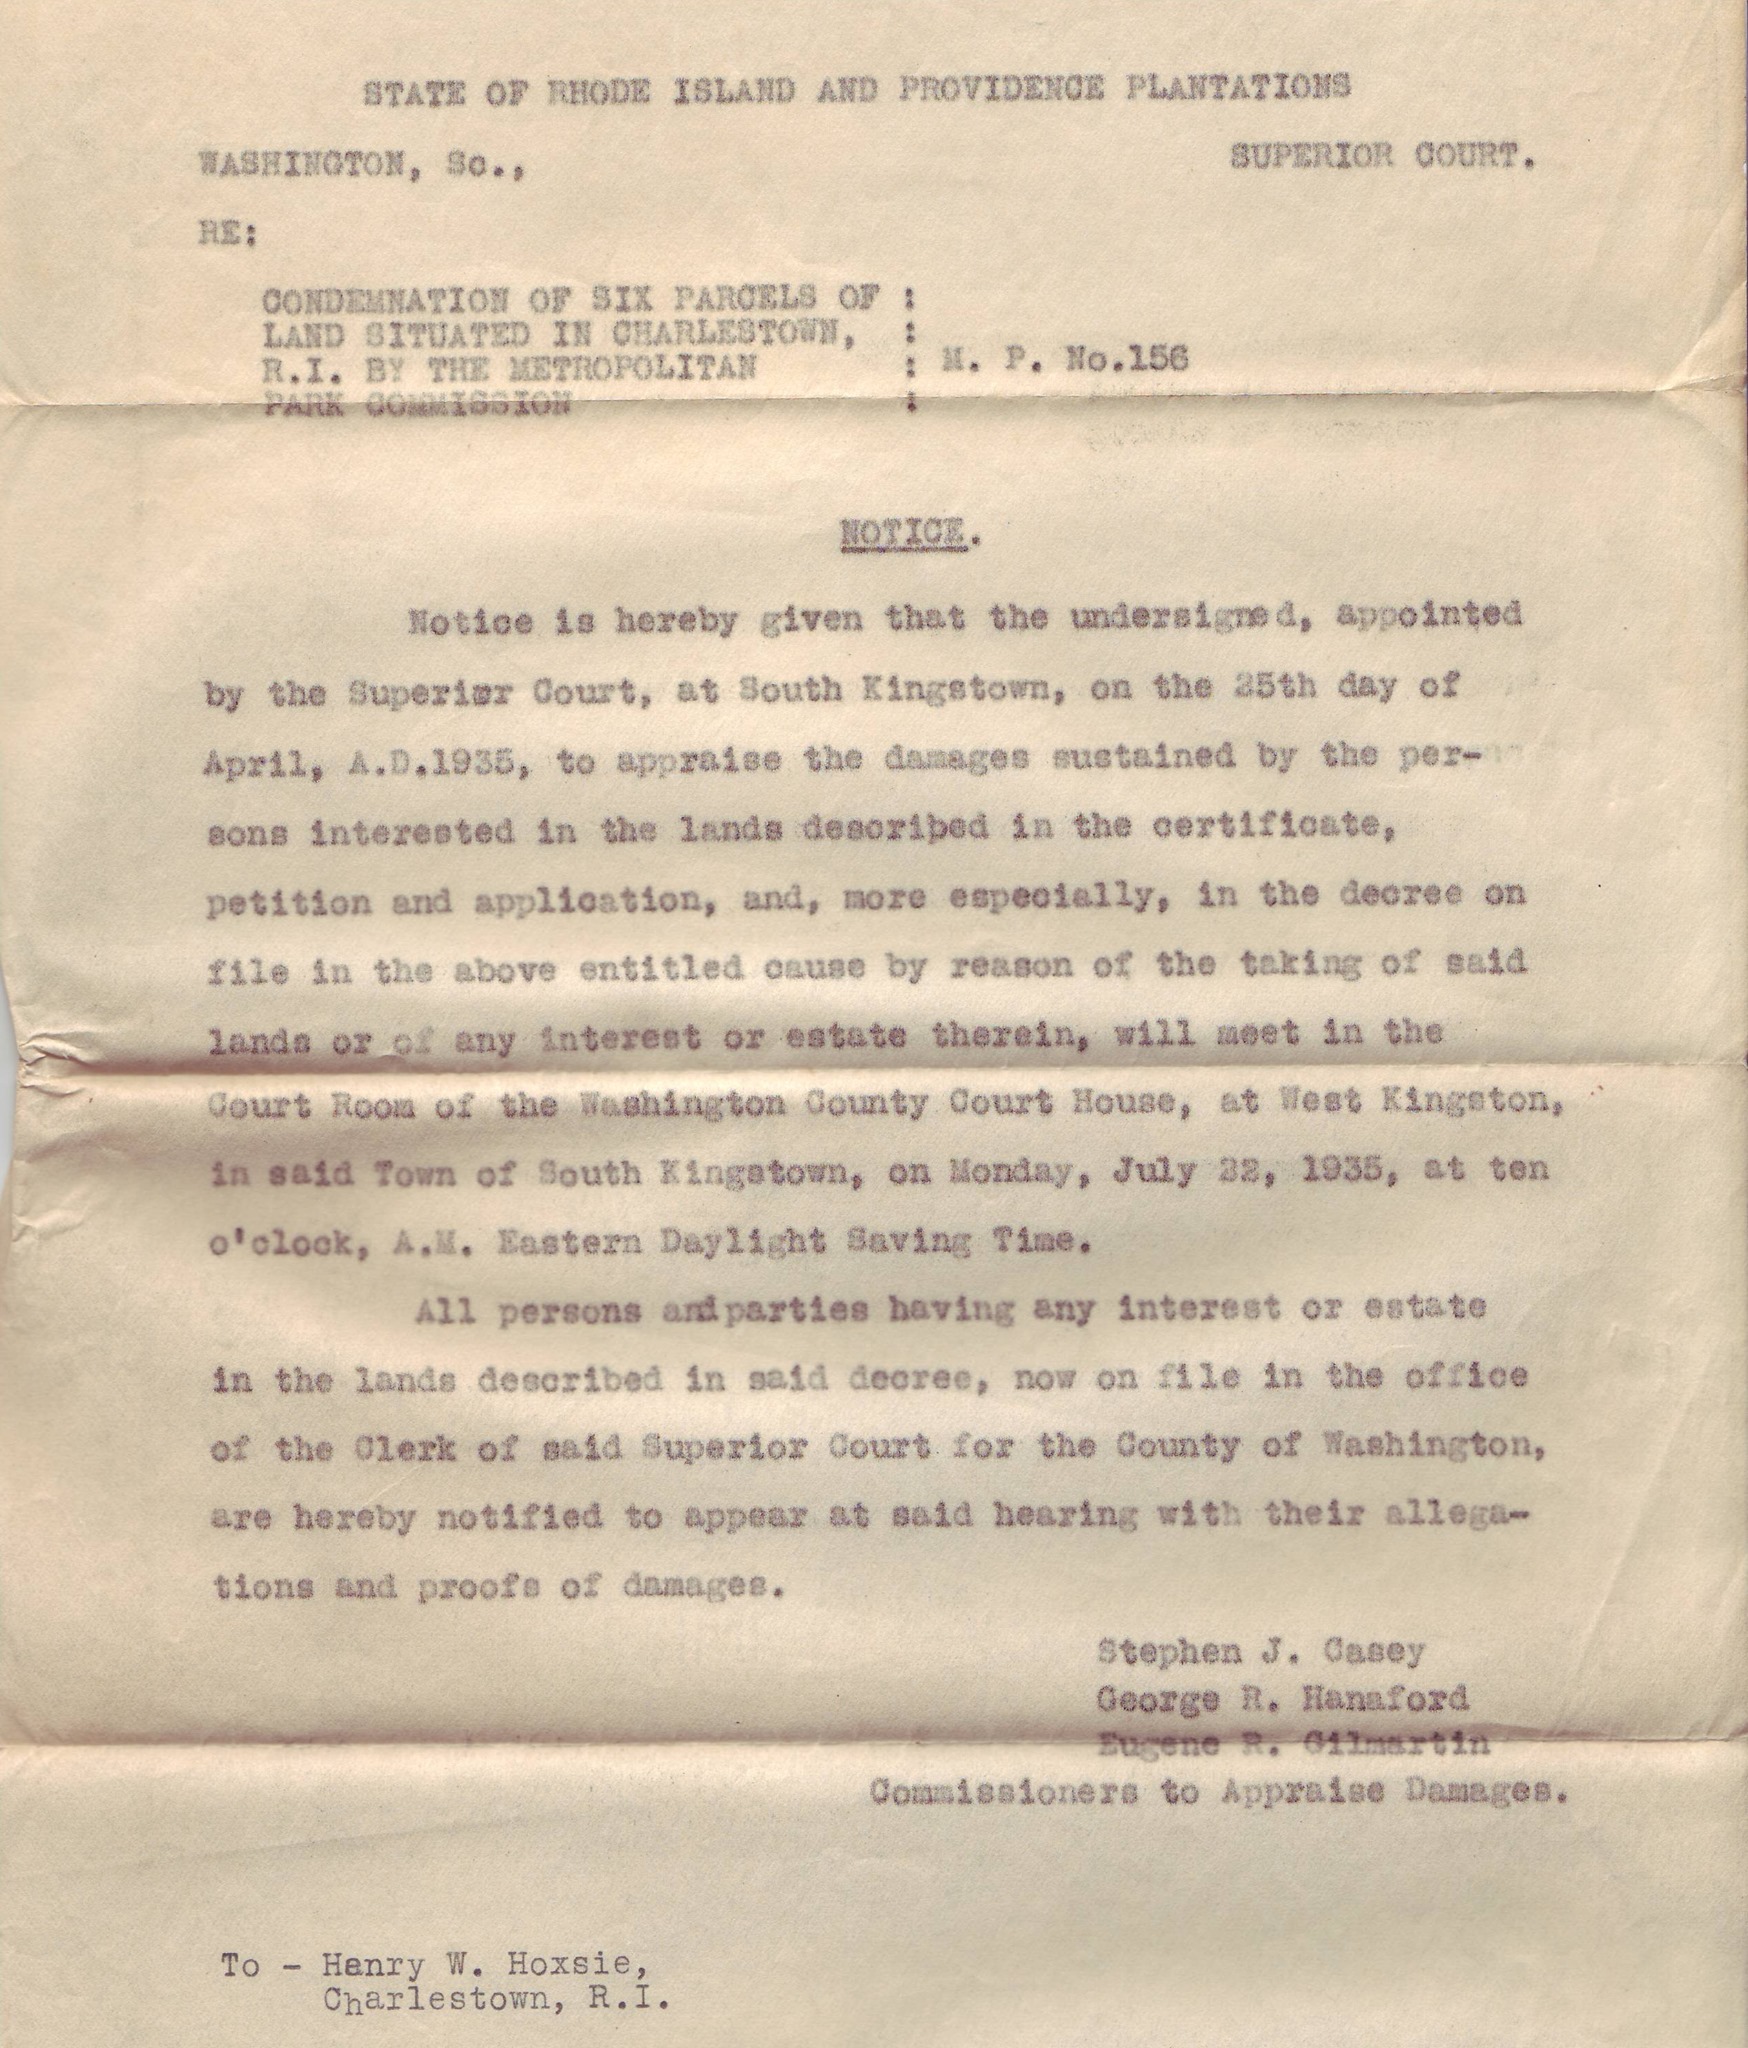 STATE OF RHODE ISLAND AND PROVIDENCE PLANTATIONS
WASHINGTON, Sc., SUPERIOR COURT.
RE:
CONDEMNATION OF SIX PARCELS OF :
LAND SITUATED IN CHARLESTOWN, :
R.I. BY THE METROPOLITAN : M. P. No.156
PARK COMMISSION :
NOTICE.
Notice is hereby given that the undersigned, appointed
by the Superior Court, at South Kingstown, on the 25th day of
April, A.D.1935, to appraise the damages sustained by the per-
sons interested in the lands described in the certificate,
petition and application, and, more especially, in the decree on
file in the above entitled cause by reason of the taking of said
lands or of any interest or estate therein, will meet in the
Court Room of the Washington County Court House, at West Kingston,
in said Town of South Kingstown, on Monday, July 22, 1935, at ten
o'clock, A.M. Eastern Daylight Saving Time.
All persons and parties having any interest or estate
in the lands described in said decree, now on file in the office
of the Clerk of said Superior Court for the County of Washington,
are hereby notified to appear at said hearing with their allega-
tions and proofs of damages.
Stephen J. Casey
George R. Hanaford
Eugene R. Gilmartin
Commissioners to Appraise Damages.
To - Henry W. Hoxsie,
Charlestown, R.I.